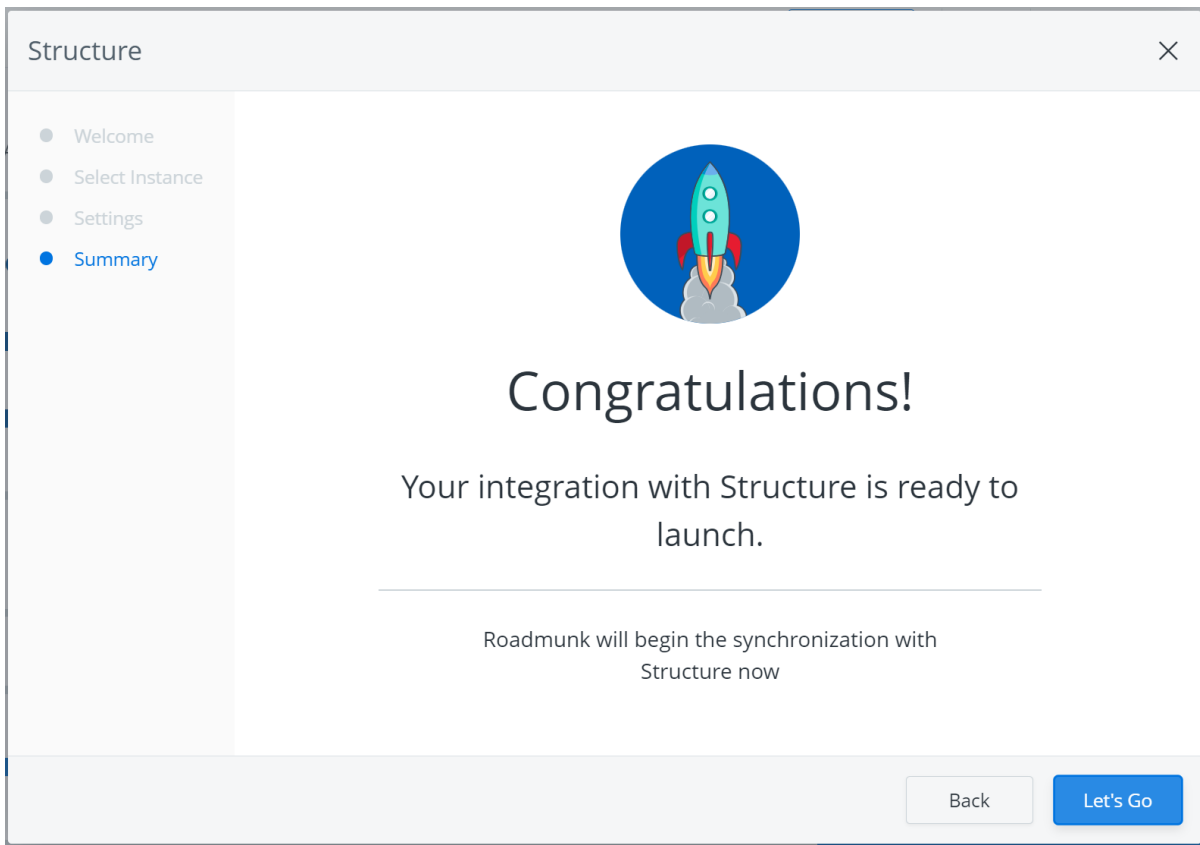 Structure
Welcome
Select Instance
Settings
Summary
Congratulations!
Your integration with Structure is ready to
launch.
Roadmunk will begin the synchronization with
Structure now
Back
Let's Go